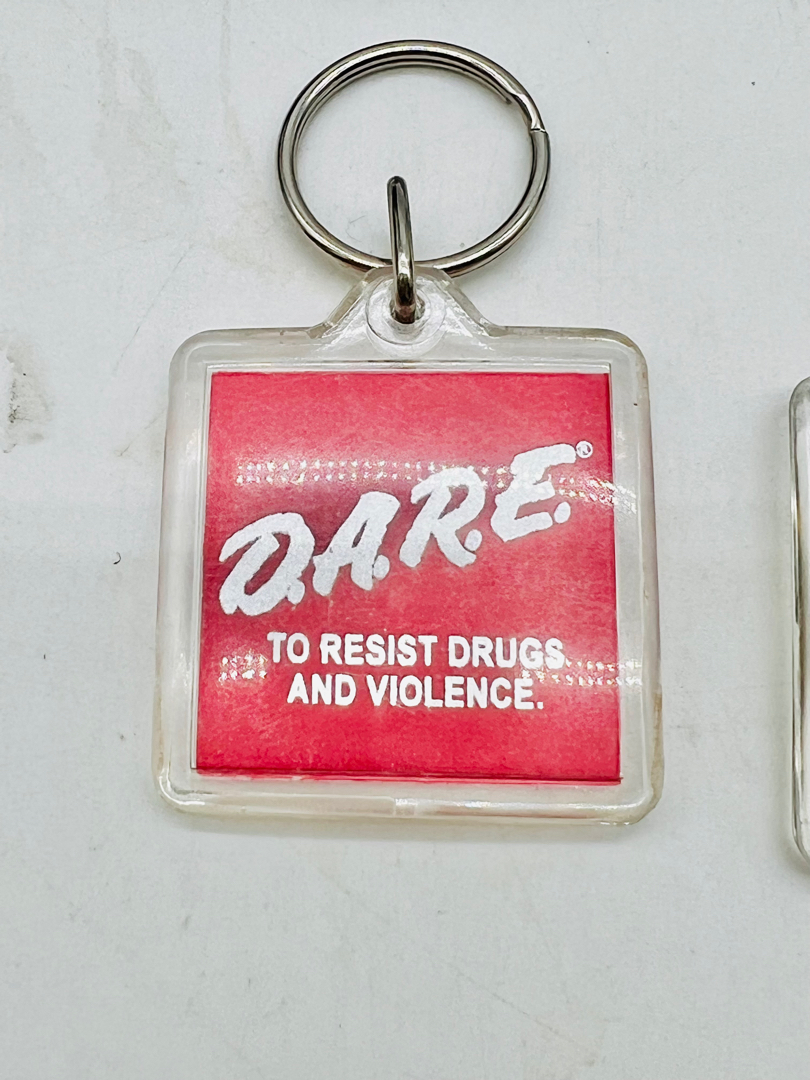 D.A.R.E.®
TO RESIST DRUGS
AND VIOLENCE.